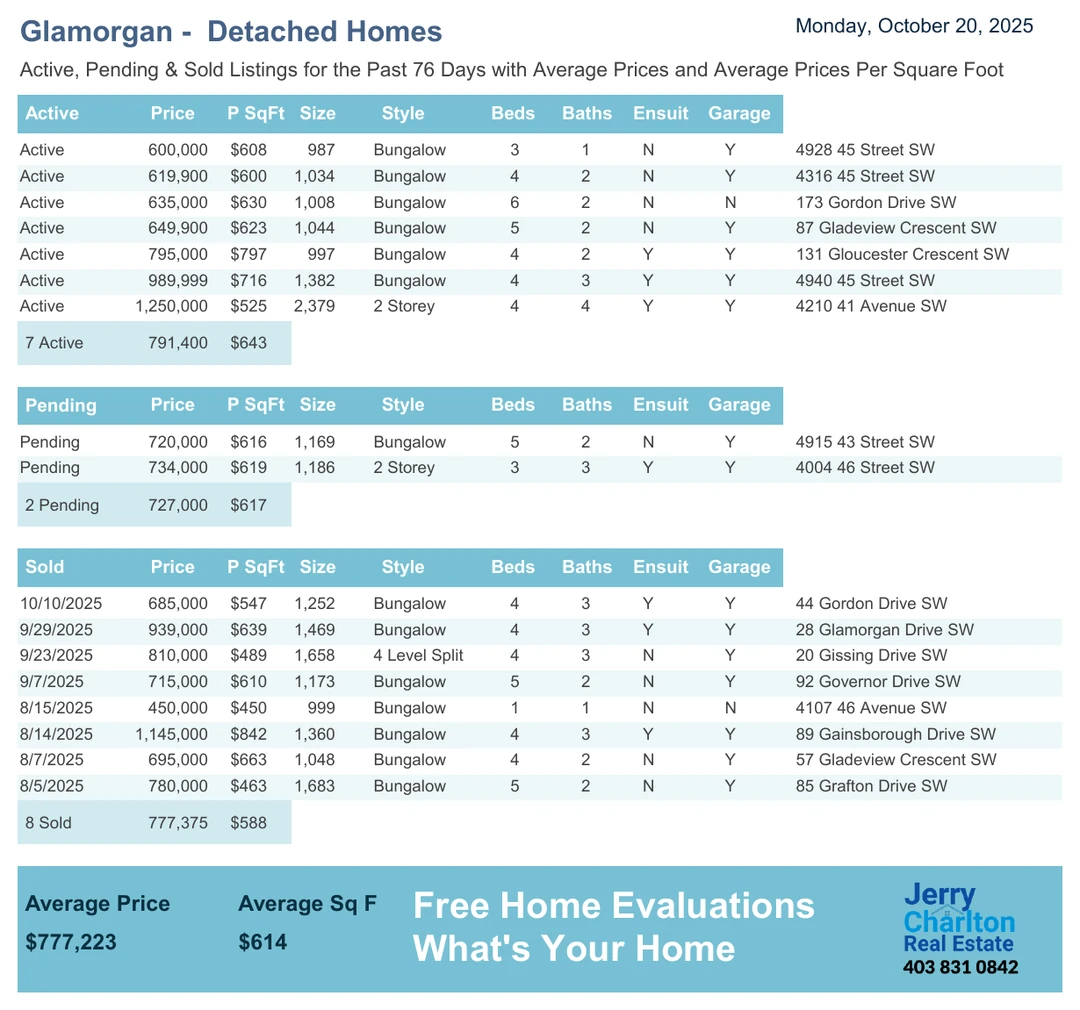 Glamorgan - Detached Homes
Monday, October 20, 2025
Active, Pending & Sold Listings for the Past 76 Days with Average Prices and Average Prices Per Square Foot
Active Price P SqFt Size Style Beds Baths Ensuit Garage
Active 600,000 $608 987 Bungalow 3 1 N Y 4928 45 Street SW
Active 619,900 $600 1,034 Bungalow 4 2 N Y 4316 45 Street SW
Active 635,000 $630 1,008 Bungalow 6 2 N N 173 Gordon Drive SW
Active 649,900 $623 1,044 Bungalow 5 2 N Y 87 Gladeview Crescent SW
Active 795,000 $797 997 Bungalow 4 2 Y Y 131 Gloucester Crescent SW
Active 989,999 $716 1,382 Bungalow 4 3 Y Y 4940 45 Street SW
Active 1,250,000 $525 2,379 2 Storey 4 4 Y Y 4210 41 Avenue SW
7 Active 791,400 $643
Pending Price P SqFt Size Style Beds Baths Ensuit Garage
Pending 720,000 $616 1,169 Bungalow 5 2 N Y 4915 43 Street SW
Pending 734,000 $619 1,186 2 Storey 3 3 Y Y 4004 46 Street SW
2 Pending 727,000 $617
Sold Price P SqFt Size Style Beds Baths Ensuit Garage
10/10/2025 685,000 $547 1,252 Bungalow 4 3 Y Y 44 Gordon Drive SW
9/29/2025 939,000 $639 1,469 Bungalow 4 3 Y Y 28 Glamorgan Drive SW
9/23/2025 810,000 $489 1,658 4 Level Split 4 3 N Y 20 Gissing Drive SW
9/7/2025 715,000 $610 1,173 Bungalow 5 2 N Y 92 Governor Drive SW
8/15/2025 450,000 $450 999 Bungalow 1 1 N N 4107 46 Avenue SW
8/14/2025 1,145,000 $842 1,360 Bungalow 4 3 Y Y 89 Gainsborough Drive SW
8/7/2025 695,000 $663 1,048 Bungalow 4 2 N Y 57 Gladeview Crescent SW
8/5/2025 780,000 $463 1,683 Bungalow 5 2 N Y 85 Grafton Drive SW
8 Sold 777,375 $588
Average Price Average Sq F
$777,223 $614
Free Home Evaluations
What's Your Home
Jerry
Charlton
Real Estate
403 831 0842